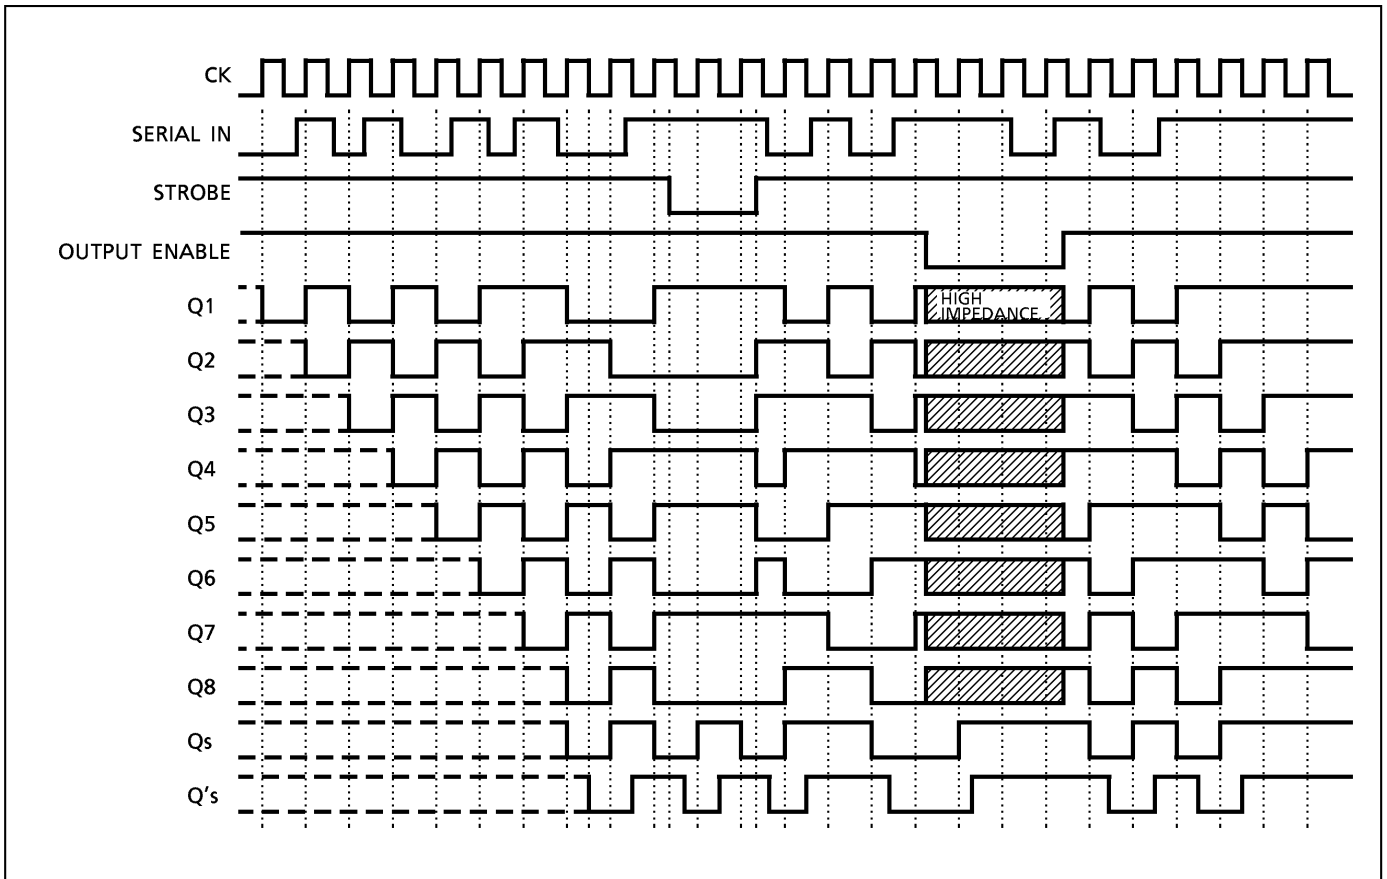 CK
SERIAL IN
STROBE
OUTPUT ENABLE
Q1
HIGH
IMPEDANCE
Q2
Q3
Q4
Q5
Q6
Q7
Q8
Qs
Q's